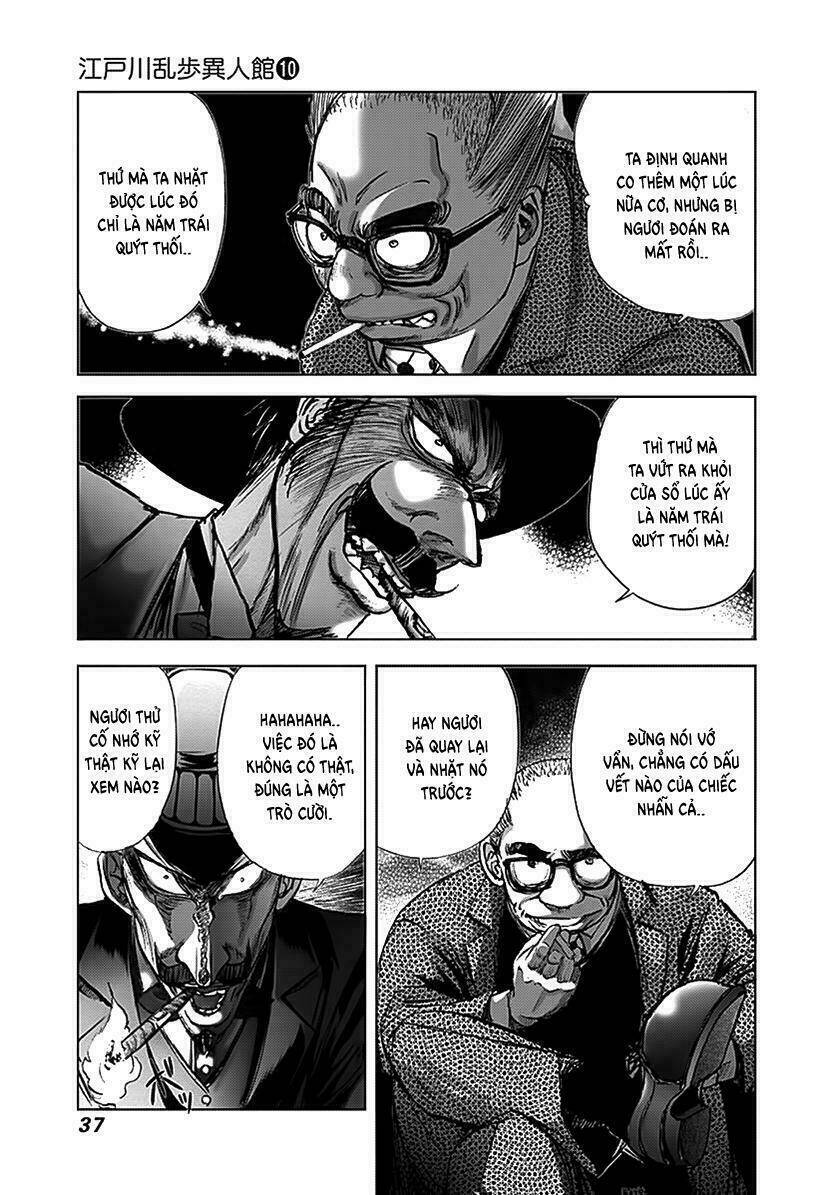 江戸川乱歩異人館❿
TA ĐỊNH QUANH
CO THÊM MỘT LÚC
NỮA CƠ, NHƯNG BỊ
NGƯƠI ĐOÁN RA
MẤT RỒI..
THỨ MÀ TA NHẶT
ĐƯỢC LÚC ĐÓ
CHỈ LÀ NĂM TRÁI
QUÝT THỐI..
THÌ THỨ MÀ
TA VỨT RA KHỎI
CỬA SỔ LÚC ẤY
LÀ NĂM TRÁI
QUÝT THỐI MÀ!
ĐỪNG NÓI VỚ
VẨN, CHẲNG CÓ DẤU
VẾT NÀO CỦA CHIẾC
NHẪN CẢ..
HAY NGƯƠI
ĐÃ QUAY LẠI
VÀ NHẶT NÓ
TRƯỚC?
HAHAHAHA..
VIỆC ĐÓ LÀ
KHÔNG CÓ THẬT,
ĐÚNG LÀ MỘT
TRÒ CƯỜI.
NGƯƠI THỬ
CỐ NHỚ KỸ
THẬT KỸ LẠI
XEM NÀO?
37